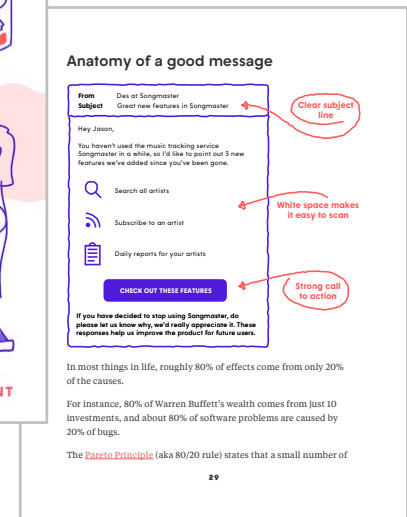 Anatomy of a good message
From Des at Songmaster
Subject Great new features in Songmaster
Clear subject
line
Hey Jason,
You haven't used the music tracking service
Songmaster in a while, so I'd like to point out 3 new
features we've added since you've been gone.
Search all artists
White space makes
it easy to scan
Subscribe to an artist
Daily reports for your artists
Strong call
to action
CHECK OUT THESE FEATURES
If you have decided to stop using Songmaster, do
please let us know why, we'd really appreciate it. These
responses help us improve the product for future users.
In most things in life, roughly 80% of effects come from only 20%
of the causes.
For instance, 80% of Warren Buffett's wealth comes from just 10
investments, and about 80% of software problems are caused by
20% of bugs.
The Pareto Principle (aka 80/20 rule) states that a small number of
29